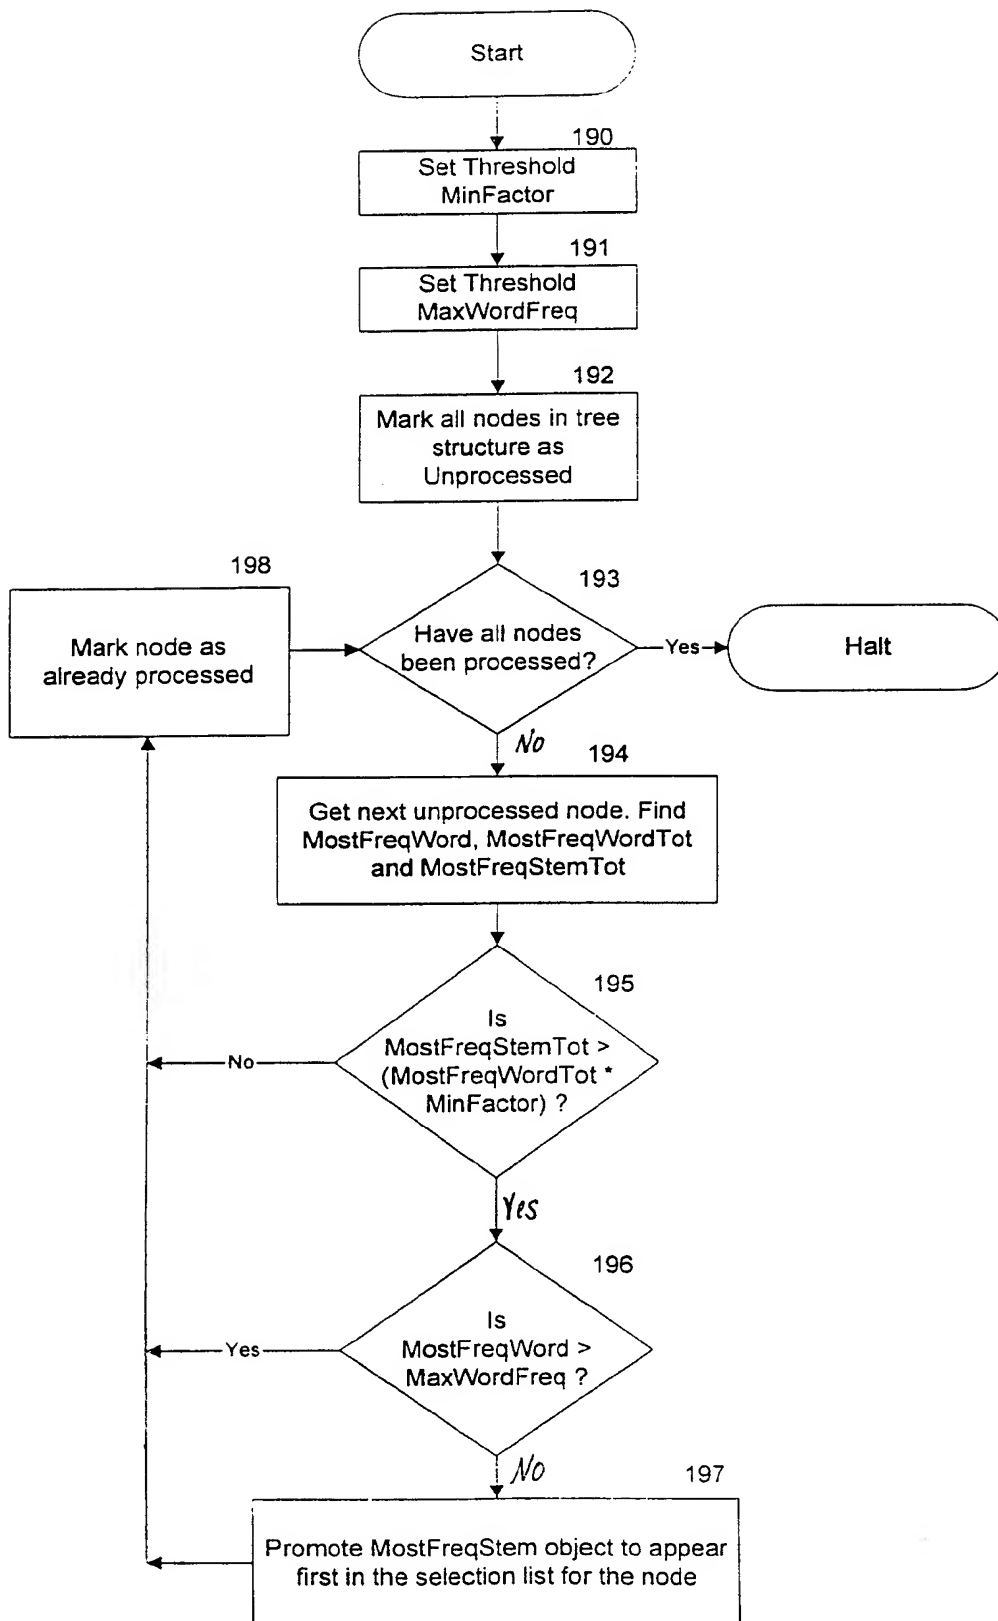 Start
190
Set Threshold
MinFactor
191
Set Threshold
MaxWordFreq
192
Mark all nodes in tree
structure as
Unprocessed
198
Mark node as
already processed
193
Have all nodes
been processed?
Yes
Halt
No
194
Get next unprocessed node. Find
MostFreqWord, MostFreqWordTot
and MostFreqStemTot
195
Is
MostFreqStemTot >
(MostFreqWordTot *
MinFactor) ?
No
Yes
196
Is
MostFreqWord >
MaxWordFreq ?
Yes
NO
197
Promote MostFreqStem object to appear
first in the selection list for the node